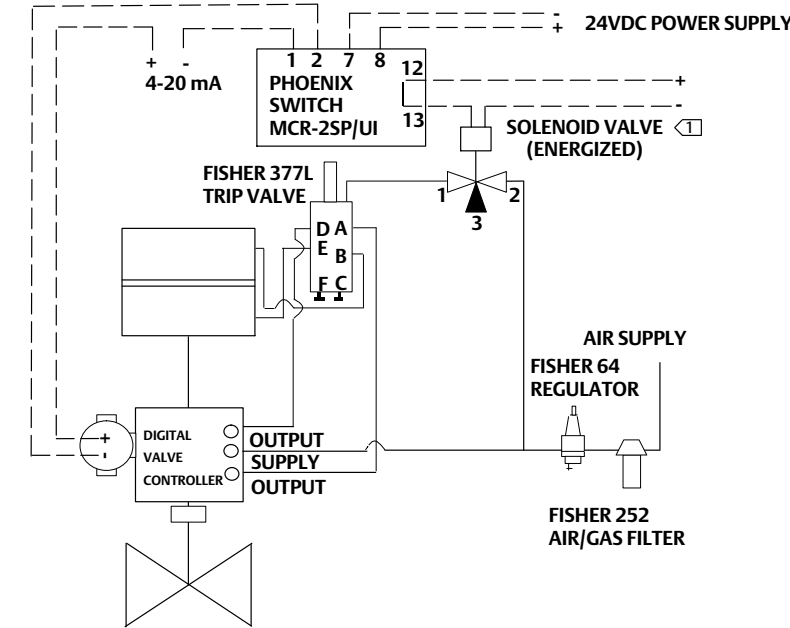 -
+
24VDC POWER SUPPLY
+ -
4-20 mA
1 2 7 8
12
13
PHOENIX
SWITCH
MCR-2SP/UI
+
-
SOLENOID VALVE 1
(ENERGIZED)
FISHER 377L
TRIP VALVE
1 2
3
D A
E B
F C
AIR SUPPLY
FISHER 64
REGULATOR
+
-
DIGITAL
VALVE
CONTROLLER
OUTPUT
SUPPLY
OUTPUT
FISHER 252
AIR/GAS FILTER